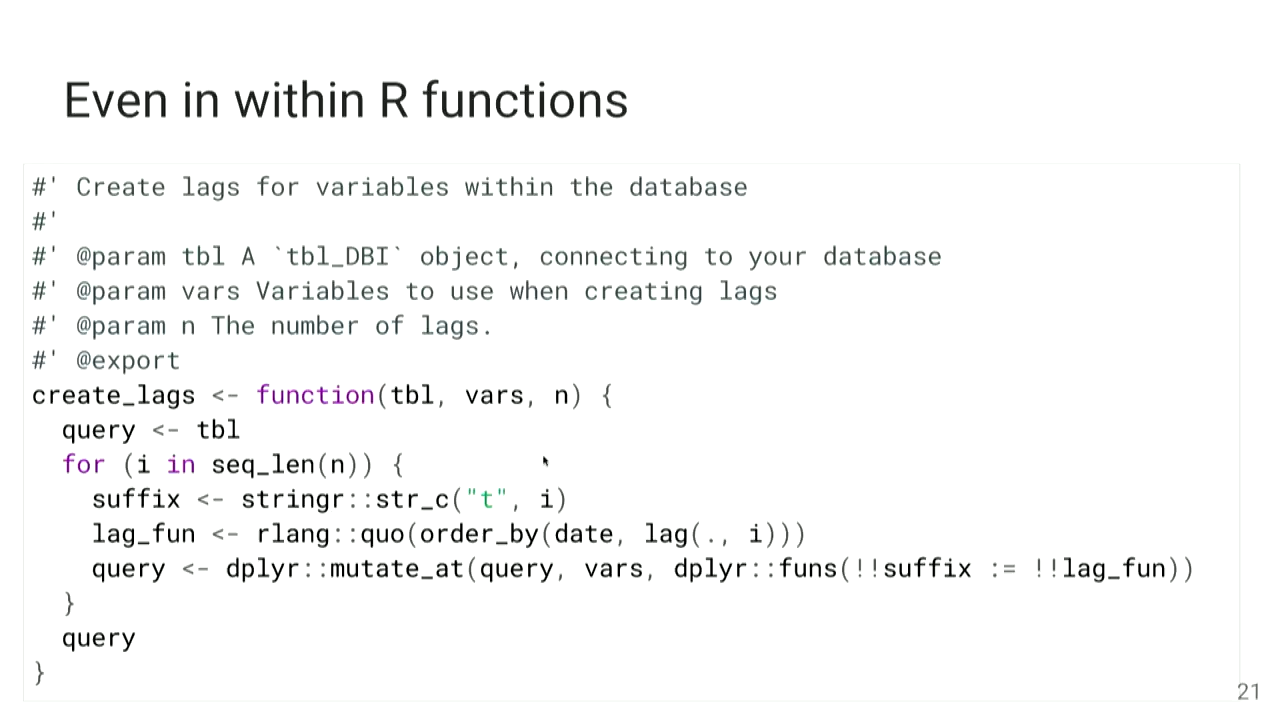 Even in within R functions
#' Create lags for variables within the database
#'
#' @param tbl A `tbl_DBI` object, connecting to your database
#' @param vars Variables to use when creating lags
#' @param n The number of lags.
#' @export
create_lags <- function(tbl, vars, n) {
  query <- tbl
  for (i in seq_len(n)) {
    suffix <- stringr::str_c("t", i)
    lag_fun <- rlang::quo(order_by(date, lag(., i)))
    query <- dplyr::mutate_at(query, vars, dplyr::funs(!!suffix := !!lag_fun))
  }
  query
}
21